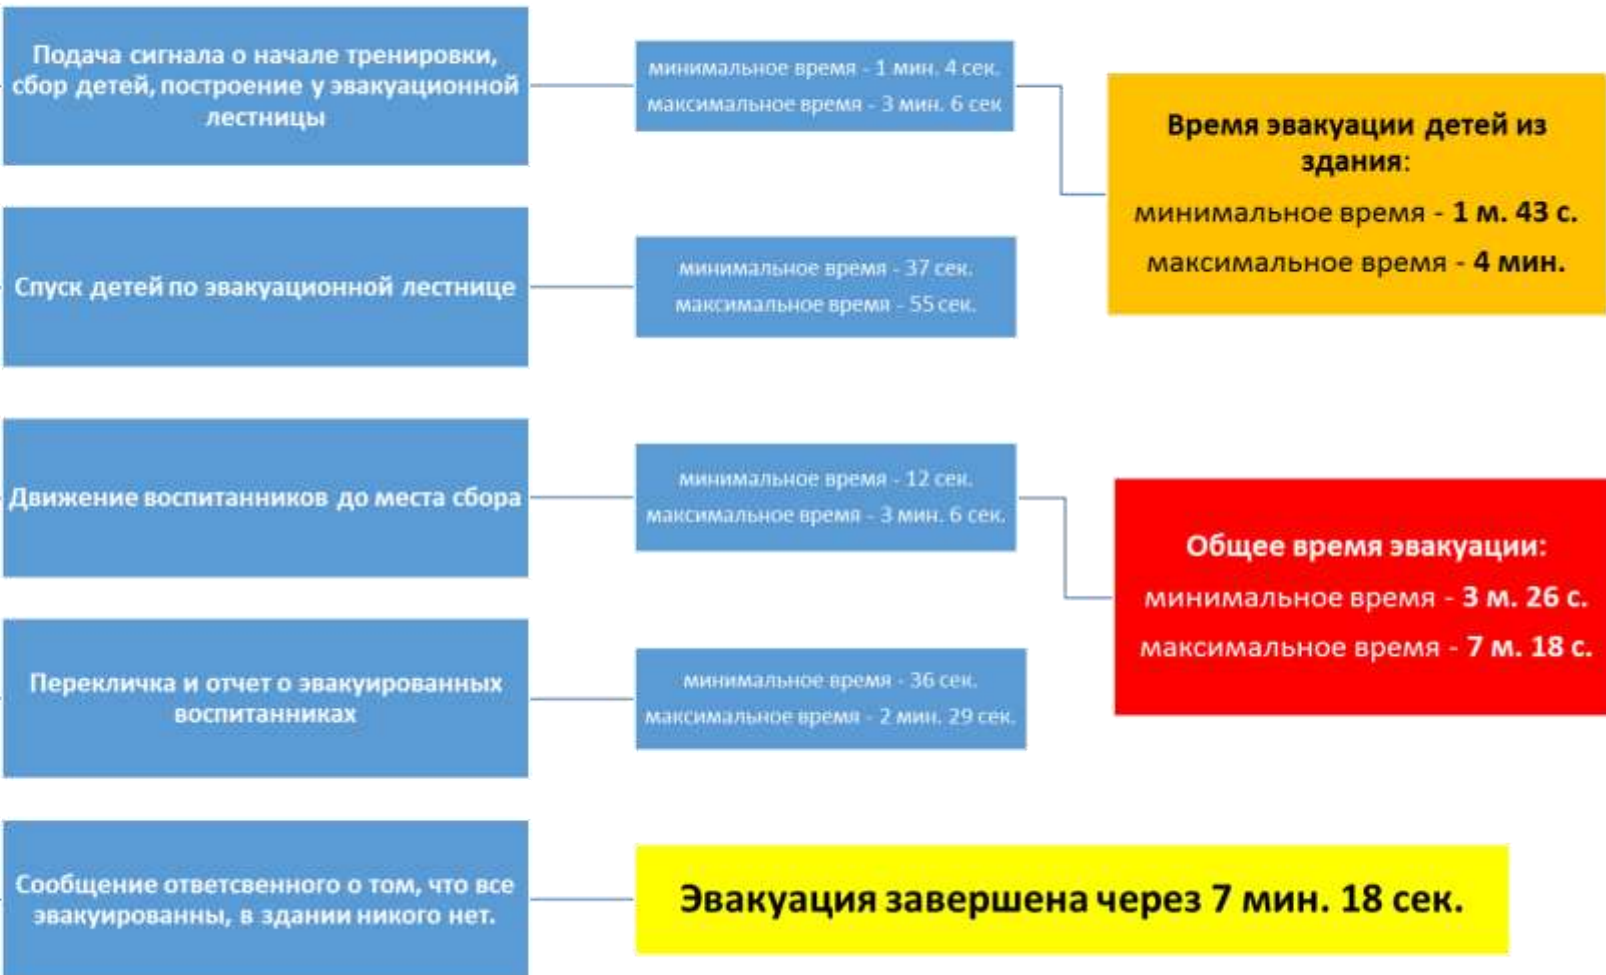 Подача сигнала о начале тренировки,
сбор детей, построение у эвакуационной
лестницы
минимальное время - 1 мин. 4 сек.
максимальное время - 3 мин. 6 сек
Время эвакуации детей из
здания:
минимальное время - 1 м. 43 с.
максимальное время - 4 мин.
Спуск детей по эвакуационной лестнице
минимальное время - 37 сек.
максимальное время - 55 сек.
Движение воспитанников до места сбора
минимальное время - 12 сек.
максимальное время - 3 мин. 6 сек.
Общее время эвакуации:
минимальное время - 3 м. 26 с.
максимальное время - 7 м. 18 с.
Перекличка и отчет о эвакуированных
воспитанниках
минимальное время - 36 сек.
максимальное время - 2 мин. 29 сек.
Сообщение ответсвенного о том, что все
эвакуированны, в здании никого нет.
Эвакуация завершена через 7 мин. 18 сек.